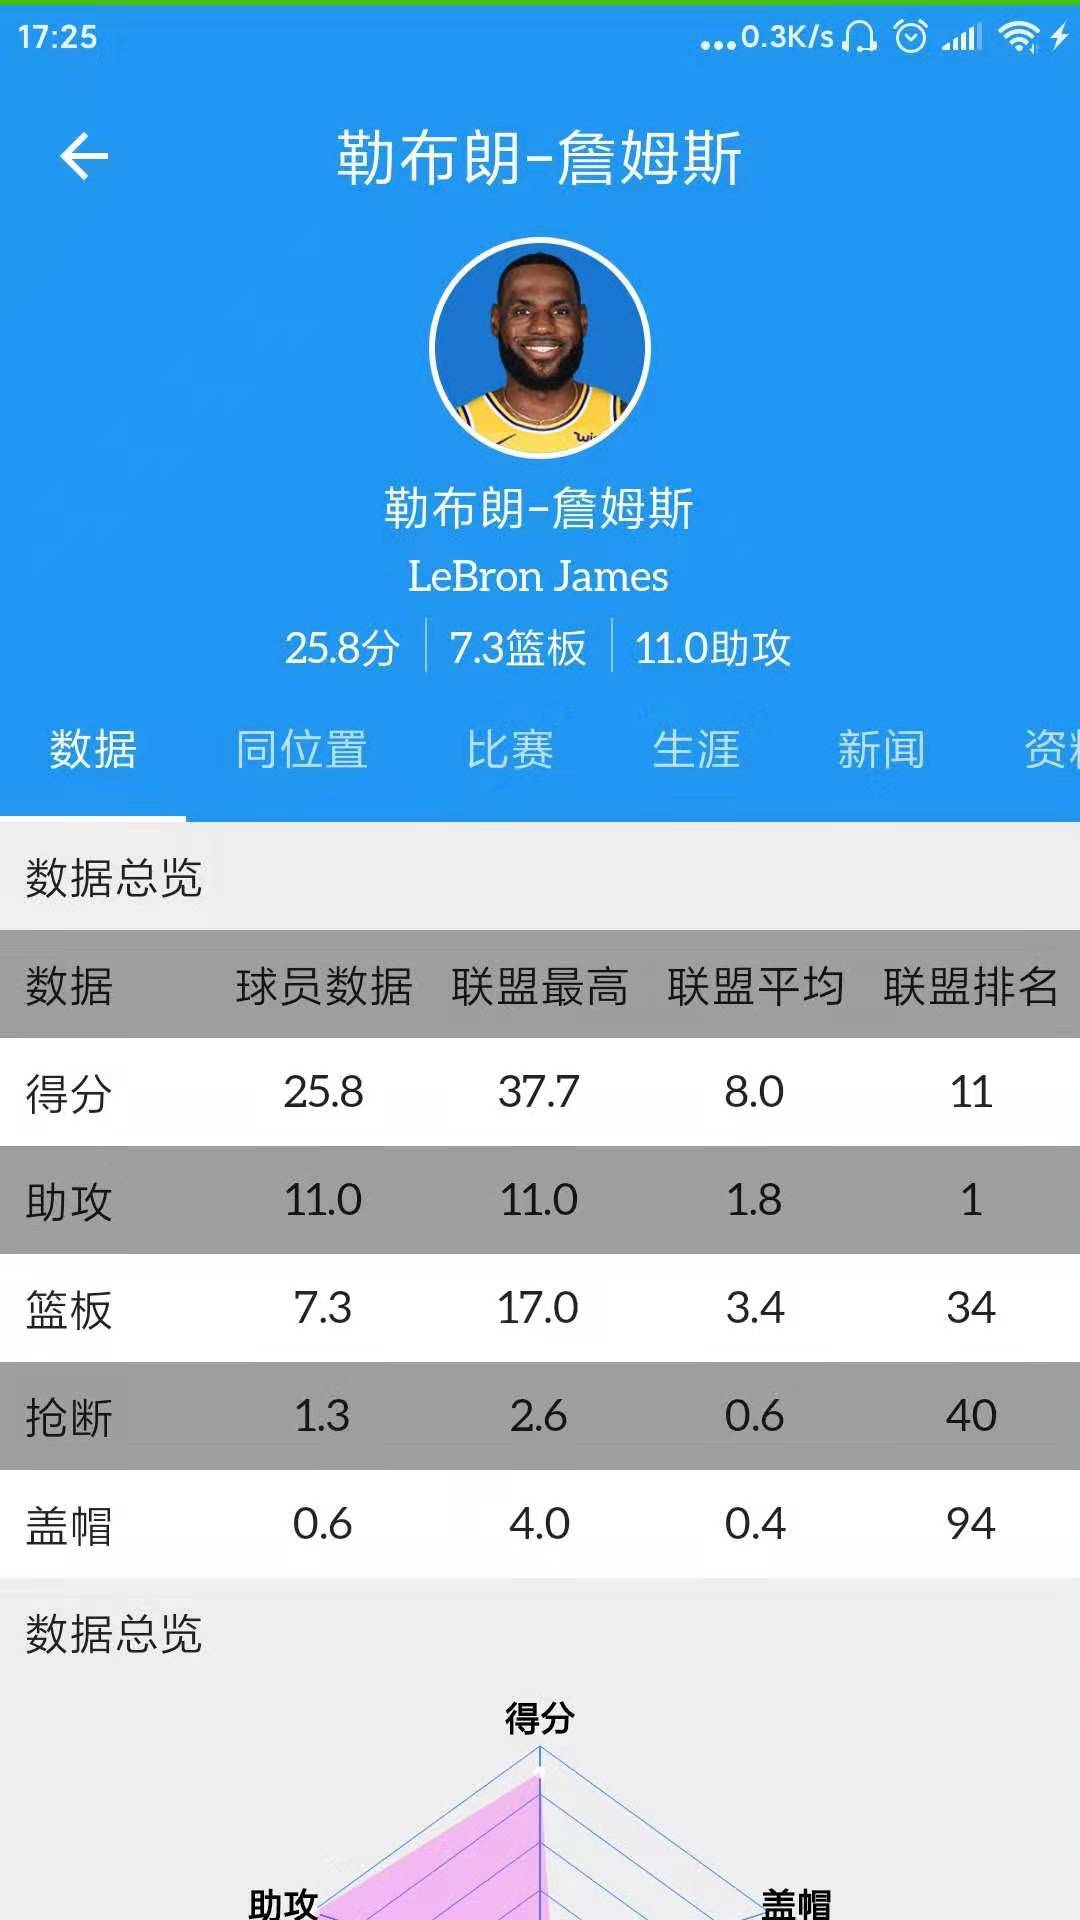 17:25 ...0.3K/s
勒布朗-詹姆斯
wi
勒布朗-詹姆斯
LeBron James
25.8分 7.3篮板 11.0助攻
数据 同位置 比赛 生涯 新闻 资
数据总览
数据 球员数据 联盟最高 联盟平均 联盟排名
得分 25.8 37.7 8.0 11
助攻 11.0 11.0 1.8 1
篮板 7.3 17.0 3.4 34
抢断 1.3 2.6 0.6 40
盖帽 0.6 4.0 0.4 94
数据总览
得分
助攻 盖帽